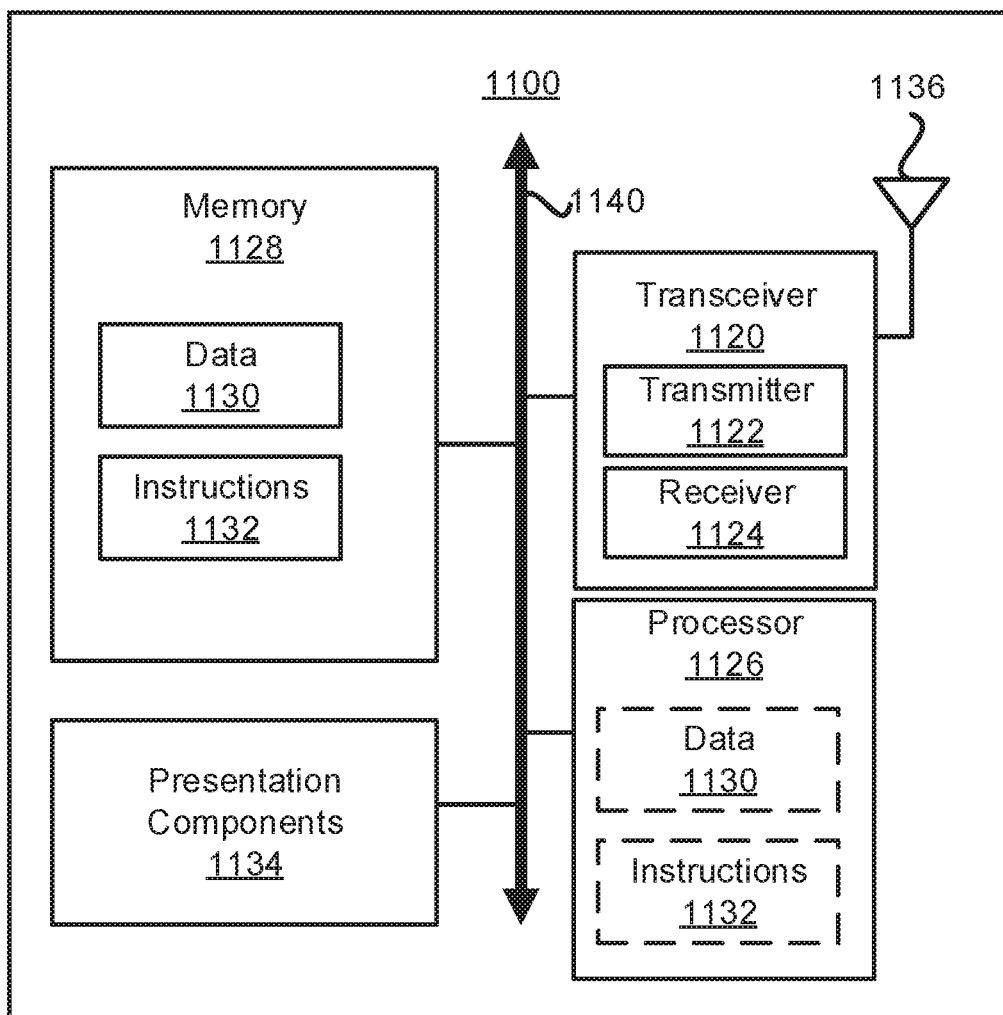 1100
1136
1140
Memory
1128
Data
1130
Instructions
1132
Transceiver
1120
Transmitter
1122
Receiver
1124
Processor
1126
Data
1130
Instructions
1132
Presentation
Components
1134